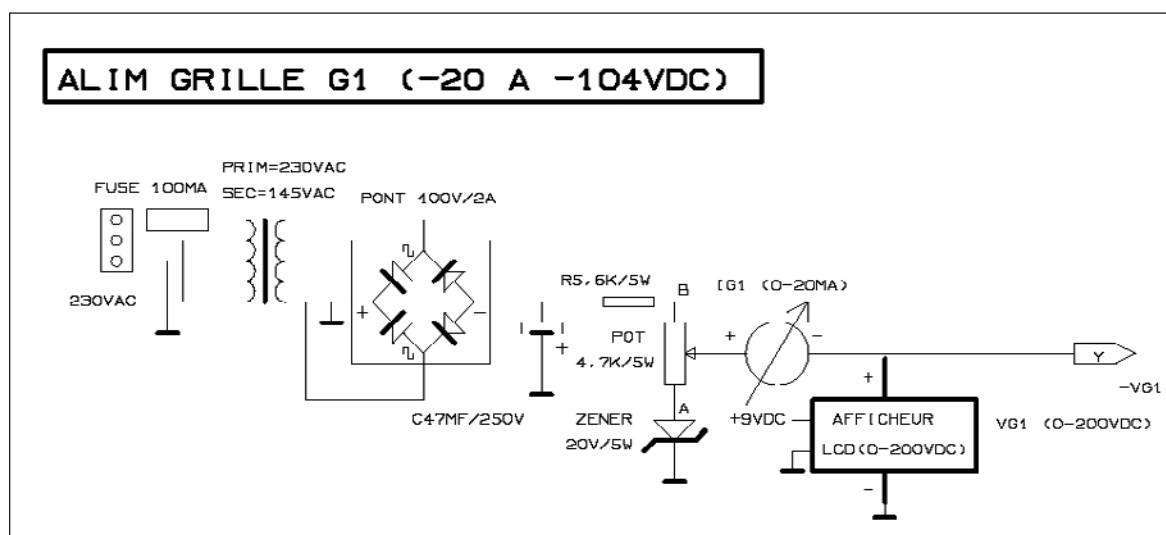 ALIM GRILLE G1 (-20 A -104VDC)
PRIM=230VAC
FUSE 100MA
SEC=145VAC
PONT 100V/2A
230VAC
+
-
R5,6K/5W
B
IG1 (0-20MA)
POT
4,7K/5W
+
-
+
Y
-VG1
C47MF/250V
ZENER
20V/5W
A
+9VDC
+
AFFICHEUR
LCD(0-200VDC)
VG1 (0-200VDC)
-